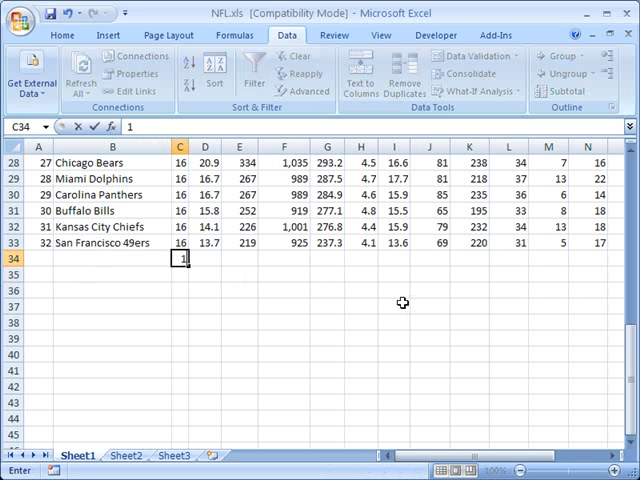 NFL.xls [Compatibility Mode] - Microsoft Excel
Home Insert Page Layout Formulas Data Review View Developer Add-Ins
Get External Data
Refresh All
Connections
Properties
Edit Links
Connections
Sort
Filter
Clear
Reapply
Advanced
Sort & Filter
Text to Columns
Remove Duplicates
Data Validation
Consolidate
What-If Analysis
Data Tools
Group
Ungroup
Subtotal
Outline
C34 fx 1
A B C D E F G H I J K L M N
28 27 Chicago Bears 16 20.9 334 1,035 293.2 4.5 16.6 81 238 34 7 16
29 28 Miami Dolphins 16 16.7 267 989 287.5 4.7 17.7 81 218 37 13 22
30 29 Carolina Panthers 16 16.7 267 989 284.9 4.6 15.9 85 235 36 6 14
31 30 Buffalo Bills 16 15.8 252 919 277.1 4.8 15.5 65 195 33 8 18
32 31 Kansas City Chiefs 16 14.1 226 1,001 276.8 4.4 15.9 79 232 34 13 18
33 32 San Francisco 49ers 16 13.7 219 925 237.3 4.1 13.6 69 220 31 5 17
34 1
35
36
37
38
39
40
41
42
43
44
45
Sheet1 Sheet2 Sheet3
Enter 100%